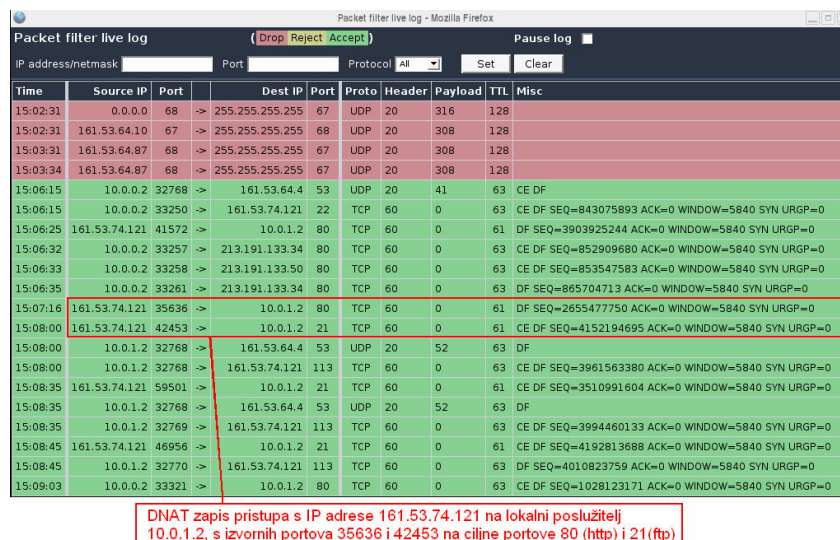 Packet filter live log - Mozilla Firefox
Packet filter live log (Drop Reject Accept) Pause log
IP address/netmask Port Protocol All Set Clear
Time Source IP Port Dest IP Port Proto Header Payload TTL Misc
15:02:31 0.0.0.0 68 -> 255.255.255.255 67 UDP 20 316 128
15:02:31 161.53.64.10 67 -> 255.255.255.255 68 UDP 20 308 128
15:03:31 161.53.64.87 68 -> 255.255.255.255 67 UDP 20 308 128
15:03:34 161.53.64.87 68 -> 255.255.255.255 67 UDP 20 308 128
15:06:15 10.0.0.2 32768 -> 161.53.64.4 53 UDP 20 41 63 CE DF
15:06:15 10.0.0.2 33250 -> 161.53.74.121 22 TCP 60 0 63 CE DF SEQ=843075893 ACK=0 WINDOW=5840 SYN URGP=0
15:06:25 161.53.74.121 41572 -> 10.0.1.2 80 TCP 60 0 61 DF SEQ=3903925244 ACK=0 WINDOW=5840 SYN URGP=0
15:06:32 10.0.0.2 33257 -> 213.191.133.34 80 TCP 60 0 63 CE DF SEQ=852909680 ACK=0 WINDOW=5840 SYN URGP=0
15:06:33 10.0.0.2 33258 -> 213.191.133.50 80 TCP 60 0 63 CE DF SEQ=853547583 ACK=0 WINDOW=5840 SYN URGP=0
15:06:35 10.0.0.2 33261 -> 213.191.133.34 80 TCP 60 0 63 DF SEQ=865704713 ACK=0 WINDOW=5840 SYN URGP=0
15:07:16 161.53.74.121 35636 -> 10.0.1.2 80 TCP 60 0 61 DF SEQ=2655477750 ACK=0 WINDOW=5840 SYN URGP=0
15:08:00 161.53.74.121 42453 -> 10.0.1.2 21 TCP 60 0 61 CE DF SEQ=4152194695 ACK=0 WINDOW=5840 SYN URGP=0
15:08:00 10.0.1.2 32768 -> 161.53.64.4 53 UDP 20 52 63 DF
15:08:00 10.0.1.2 32768 -> 161.53.74.121 113 TCP 60 0 63 CE DF SEQ=3961563380 ACK=0 WINDOW=5840 SYN URGP=0
15:08:35 161.53.74.121 59501 -> 10.0.1.2 21 TCP 60 0 61 CE DF SEQ=3510991604 ACK=0 WINDOW=5840 SYN URGP=0
15:08:35 10.0.1.2 32768 -> 161.53.64.4 53 UDP 20 52 63 DF
15:08:35 10.0.1.2 32769 -> 161.53.74.121 113 TCP 60 0 63 CE DF SEQ=3994460133 ACK=0 WINDOW=5840 SYN URGP=0
15:08:45 161.53.74.121 46956 -> 10.0.1.2 21 TCP 60 0 61 CE DF SEQ=4192813688 ACK=0 WINDOW=5840 SYN URGP=0
15:08:45 10.0.1.2 32770 -> 161.53.74.121 113 TCP 60 0 63 DF SEQ=4010823759 ACK=0 WINDOW=5840 SYN URGP=0
15:09:03 10.0.0.2 33321 -> 10.0.1.2 80 TCP 60 0 63 CE DF SEQ=1028123171 ACK=0 WINDOW=5840 SYN URGP=0
DNAT zapis pristupa s IP adrese 161.53.74.121 na lokalni poslužitelj
10.0.1.2, s izvornih portova 35636 i 42453 na ciljne portove 80 (http) i 21(ftp)